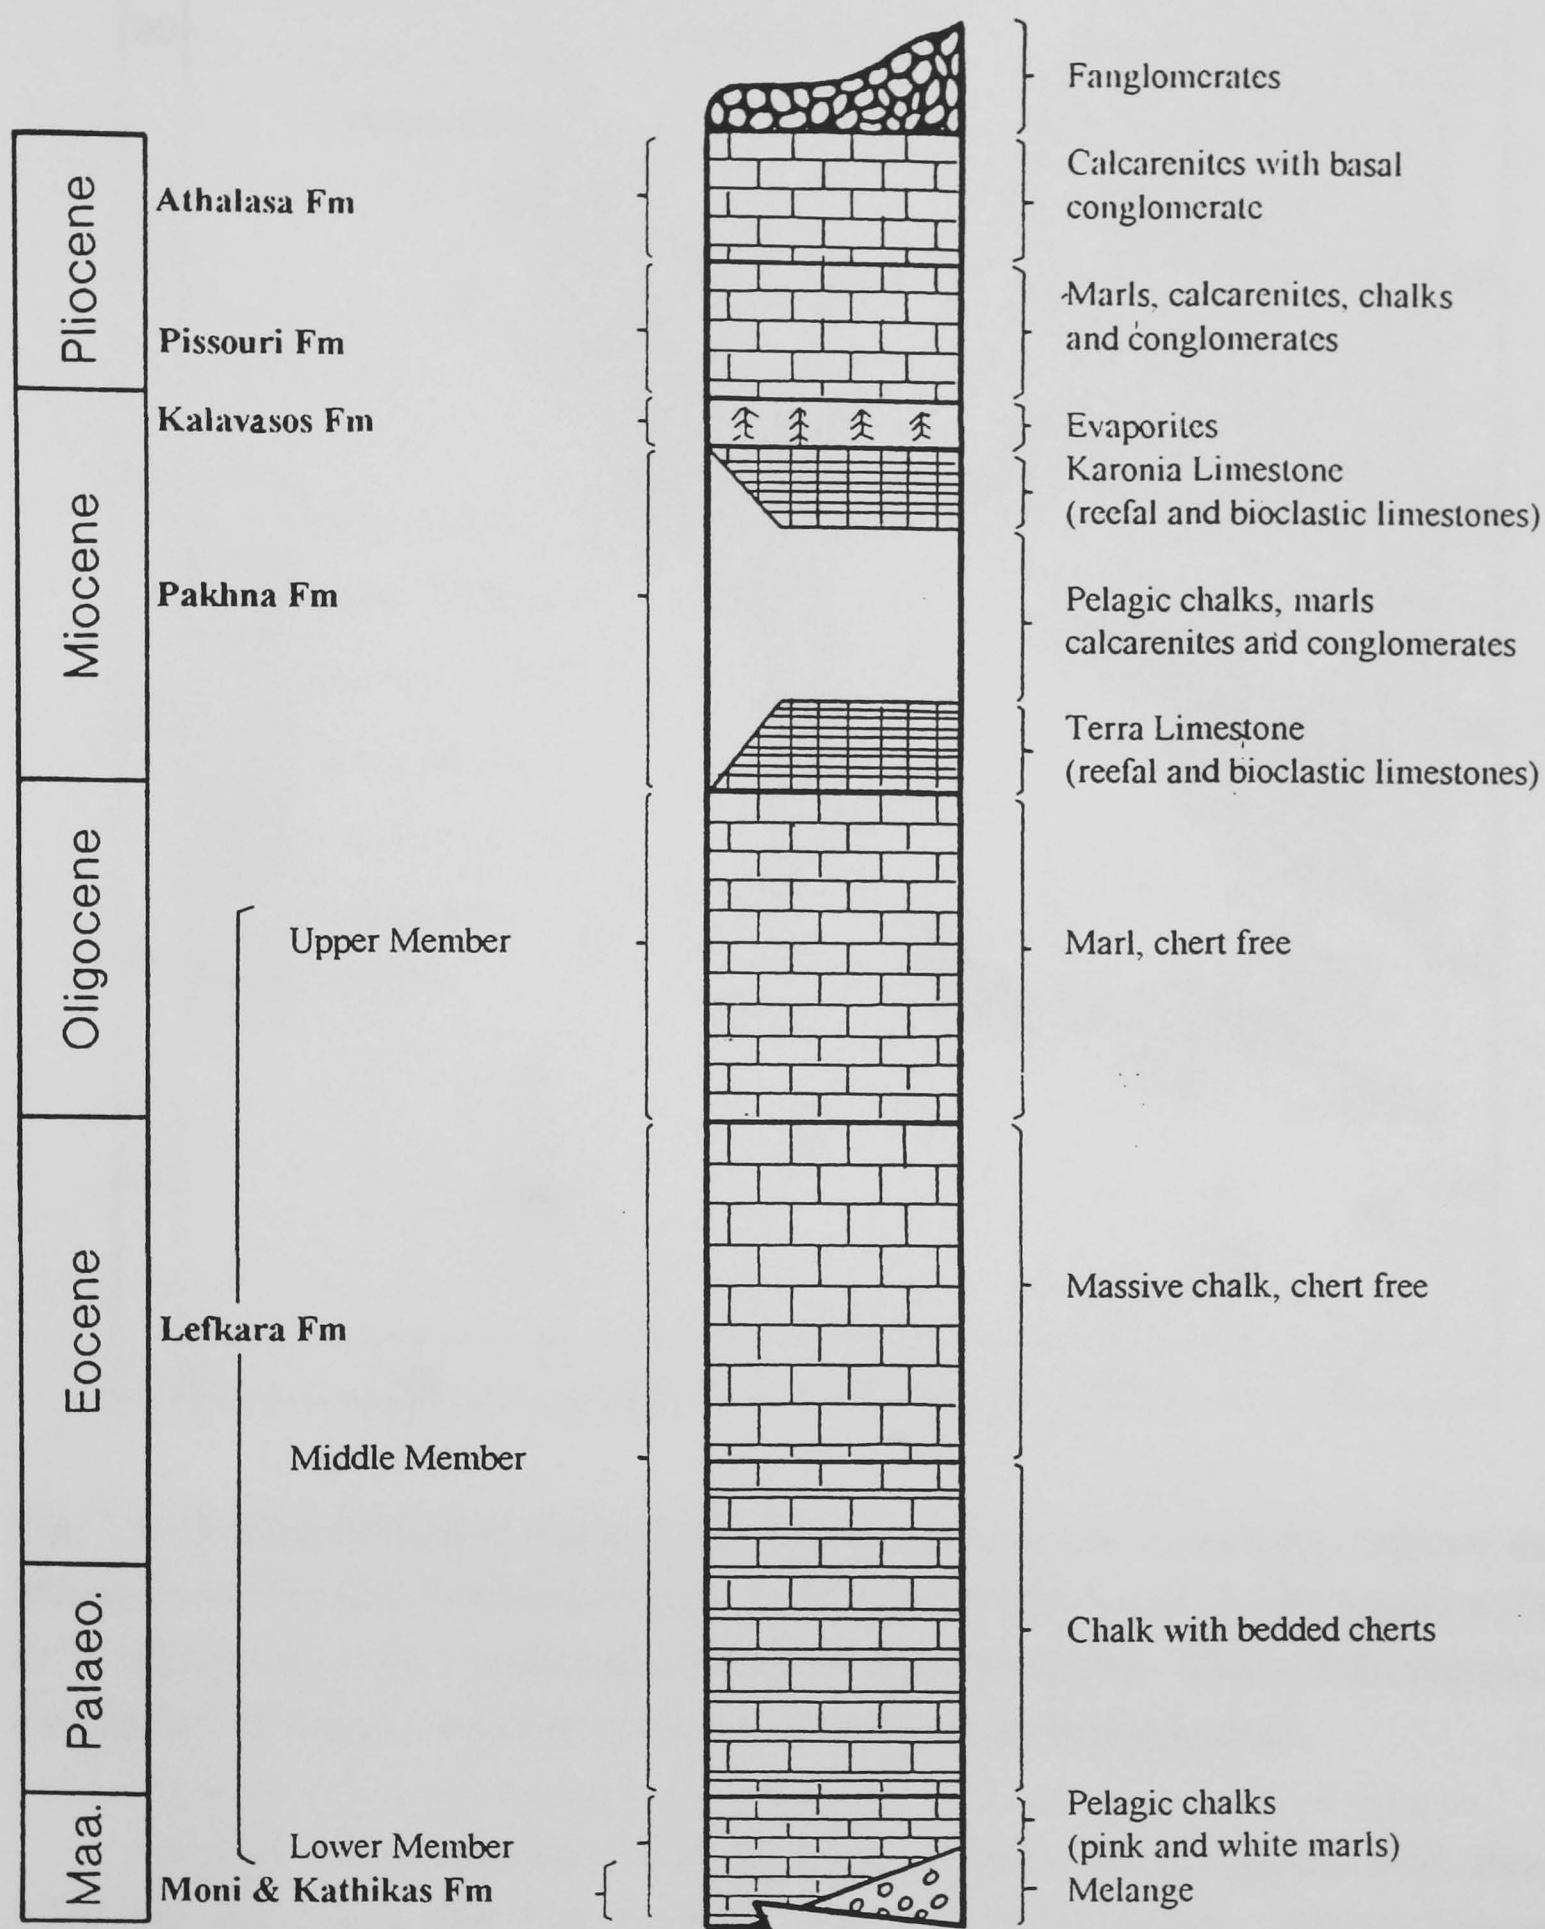 Fanglomerates
Pliocene
Athalasa Fm
Calcarenites with basal
conglomerate
Pissouri Fm
Marls, calcarenites, chalks
and conglomerates
Miocene
Kalavasos Fm
Evaporites
Karonia Limestone
(reefal and bioclastic limestones)
Pakhna Fm
Pelagic chalks, marls
calcarenites and conglomerates
Terra Limestone
(reefal and bioclastic limestones)
Oligocene
Upper Member
Marl, chert free
Eocene
Lefkara Fm
Massive chalk, chert free
Middle Member
Palaeo.
Chalk with bedded cherts
Maa.
Pelagic chalks
(pink and white marls)
Lower Member
Moni & Kathikas Fm
Melange